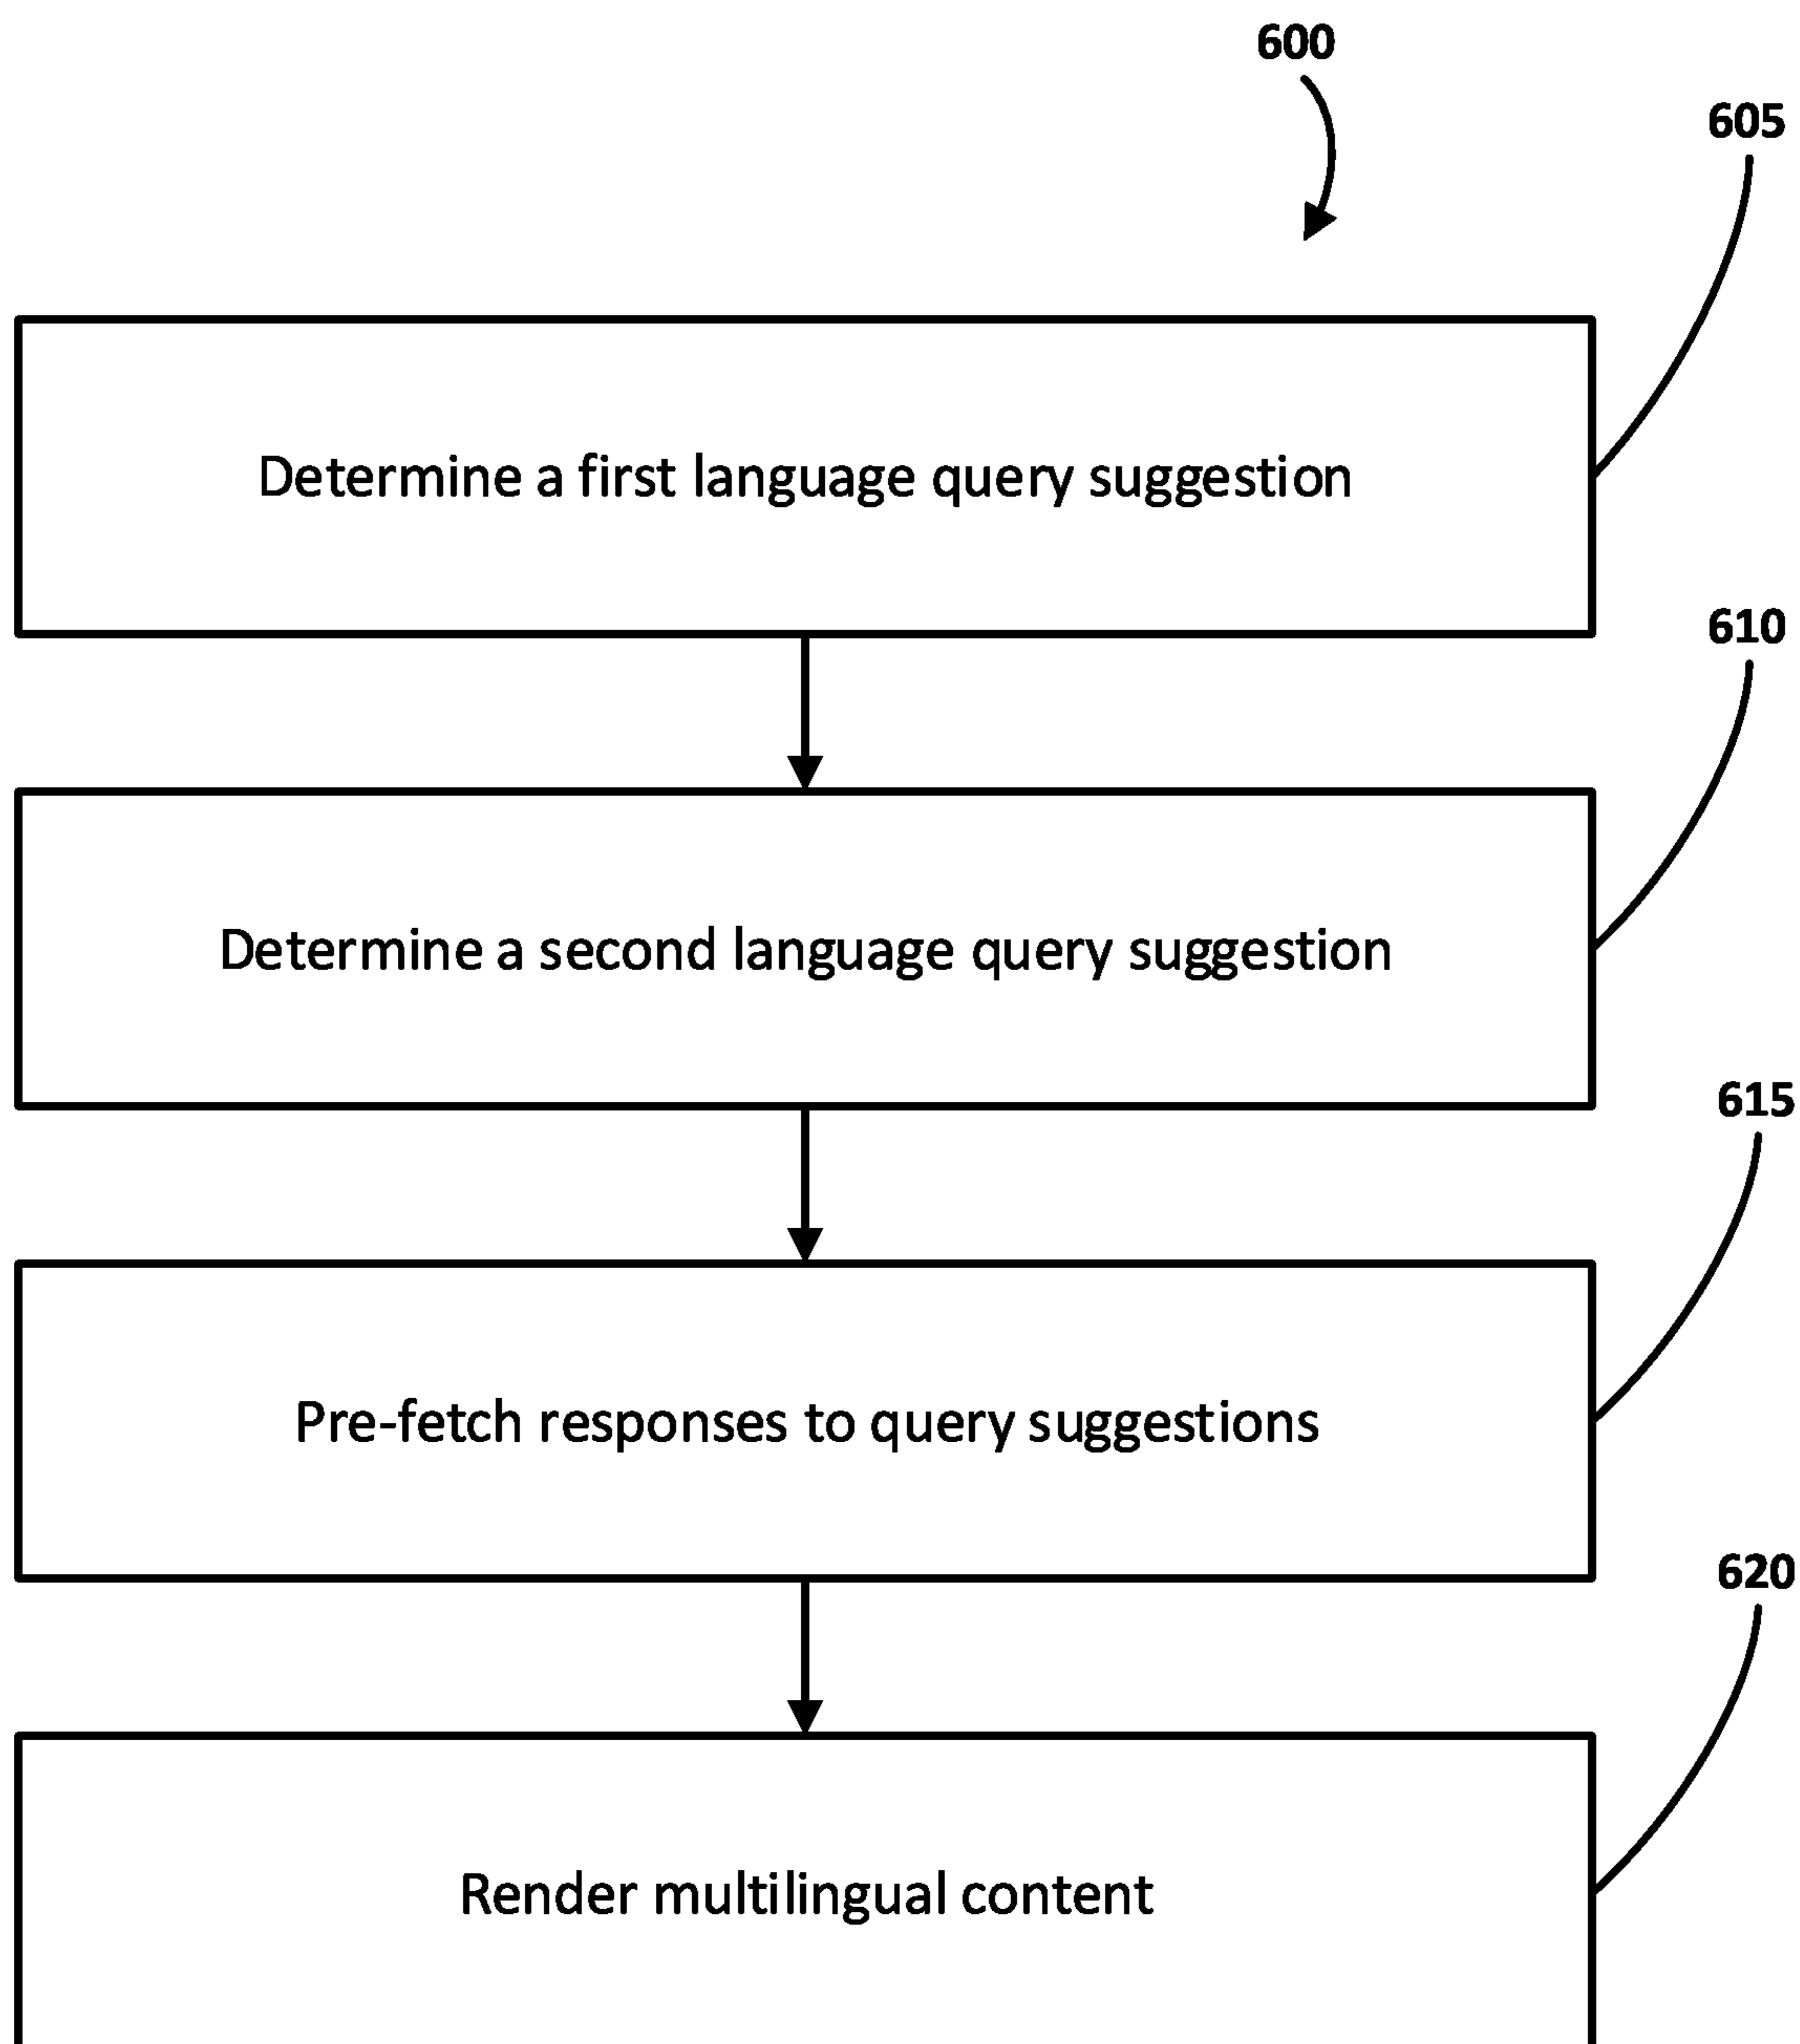 600
605
Determine a first language query suggestion
610
Determine a second language query suggestion
615
Pre-fetch responses to query suggestions
620
Render multilingual content